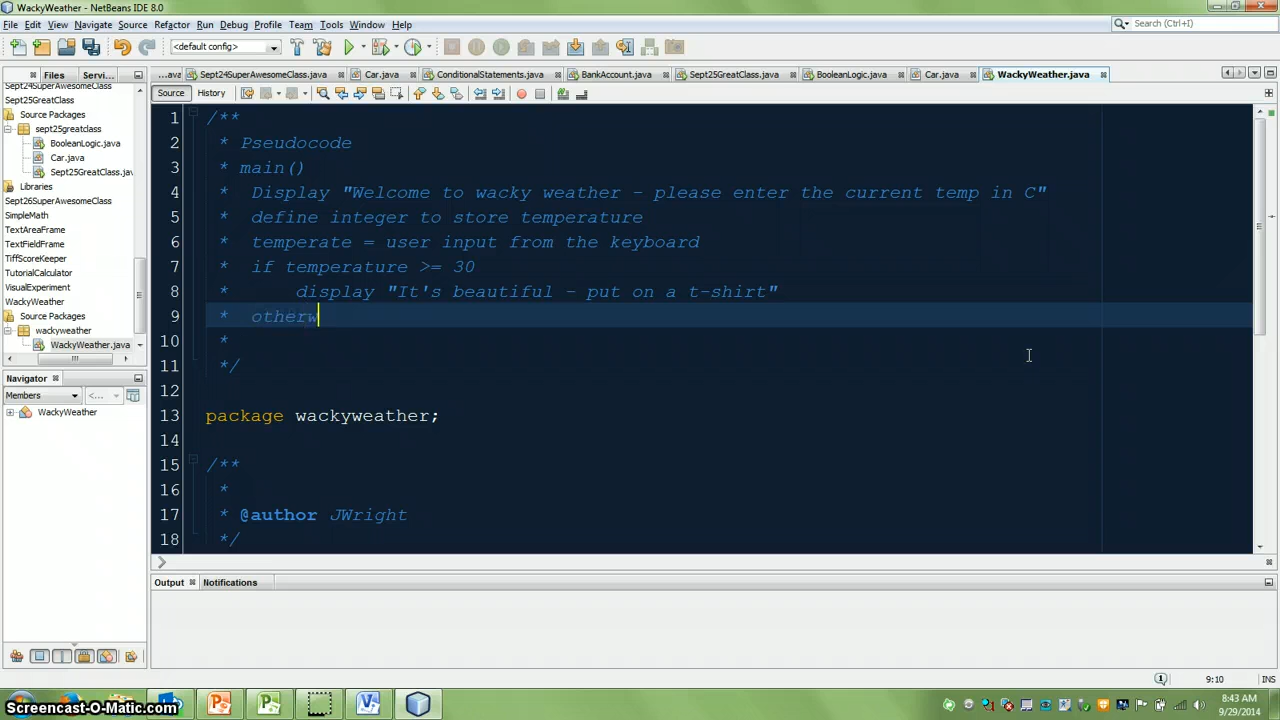 WackyWeather - NetBeans IDE 8.0
File Edit View Navigate Source Refactor Run Debug Profile Team Tools Window Help
Search (Ctrl+I)
<default config>
Files Servi...
...ava Sept24SuperAwesomeClass.java Car.java ConditionalStatements.java BankAccount.java Sept25GreatClass.java BooleanLogic.java Car.java WackyWeather.java
Source History
Sept24SuperAwesomeClass
Sept25GreatClass
Source Packages
sept25greatclass
BooleanLogic.java
Car.java
Sept25GreatClass.java
Libraries
Sept26SuperAwesomeClass
SimpleMath
TextAreaFrame
TextFieldFrame
TiffScoreKeeper
TutorialCalculator
VisualExperiment
WackyWeather
Source Packages
wackyweather
WackyWeather.java
Navigator
Members <...
WackyWeather
1 /**
2 * Pseudocode
3 * main()
4 * Display "Welcome to wacky weather - please enter the current temp in C"
5 * define integer to store temperature
6 * temperate = user input from the keyboard
7 * if temperature >= 30
8 * display "It's beautiful - put on a t-shirt"
9 * otherw
10 *
11 */
12
13 package wackyweather;
14
15 /**
16 *
17 * @author JWright
18 */
Output Notifications
9:10 INS
Screencast-O-Matic.com
8:43 AM
9/29/2014